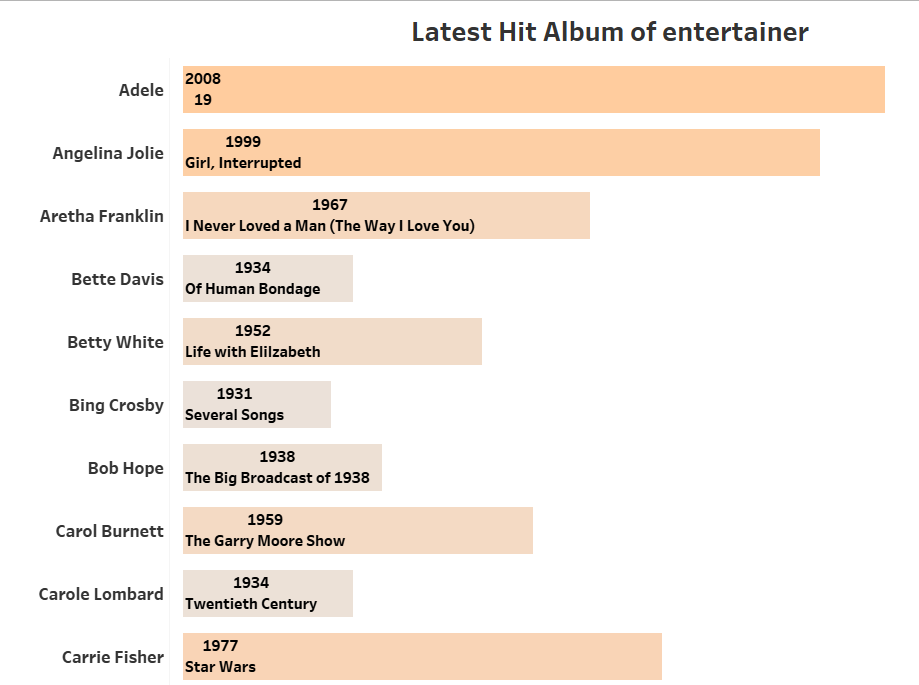 Latest Hit Album of entertainer
Adele
2008
19
Angelina Jolie
1999
Girl, Interrupted
Aretha Franklin
1967
I Never Loved a Man (The Way I Love You)
Bette Davis
1934
Of Human Bondage
Betty White
1952
Life with Elilzabeth
Bing Crosby
1931
Several Songs
Bob Hope
1938
The Big Broadcast of 1938
Carol Burnett
1959
The Garry Moore Show
Carole Lombard
1934
Twentieth Century
Carrie Fisher
1977
Star Wars